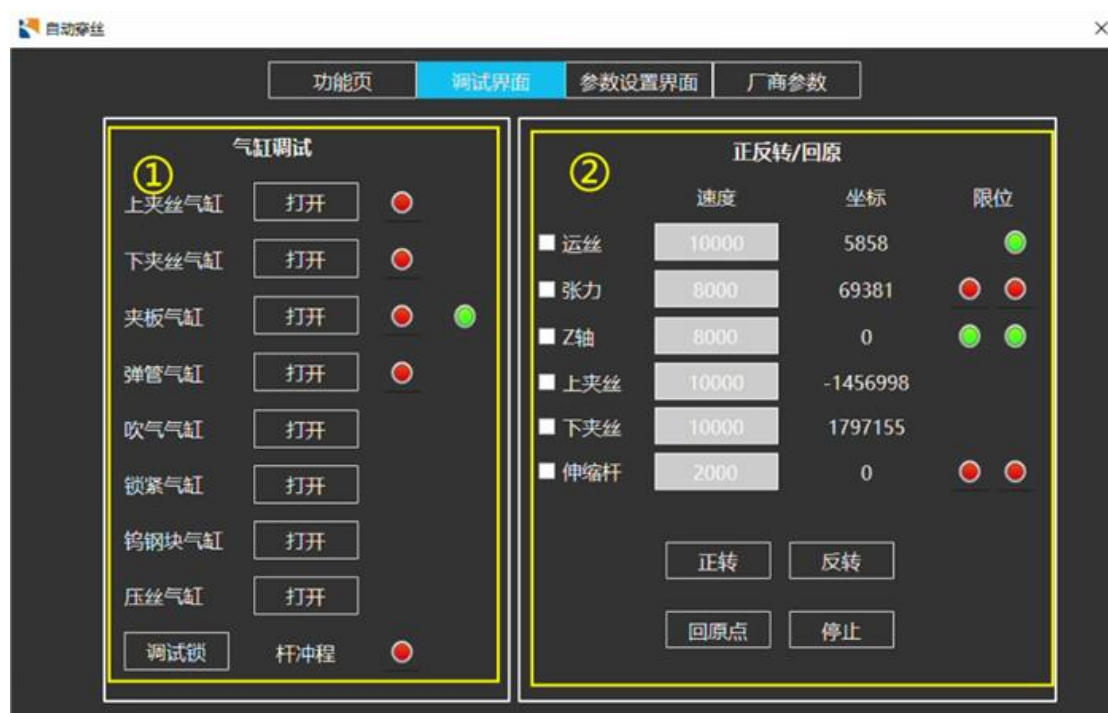 自动穿丝
功能页 调试界面 参数设置界面 厂商参数
① 气缸调试
上夹丝气缸 打开
下夹丝气缸 打开
夹板气缸 打开
弹管气缸 打开
吹气气缸 打开
锁紧气缸 打开
钨钢块气缸 打开
压丝气缸 打开
调试锁 杆冲程
② 正反转/回原
速度 坐标 限位
运丝 10000 5858
张力 8000 69381
Z轴 8000 0
上夹丝 10000 -1456998
下夹丝 10000 1797155
伸缩杆 2000 0
正转 反转
回原点 停止